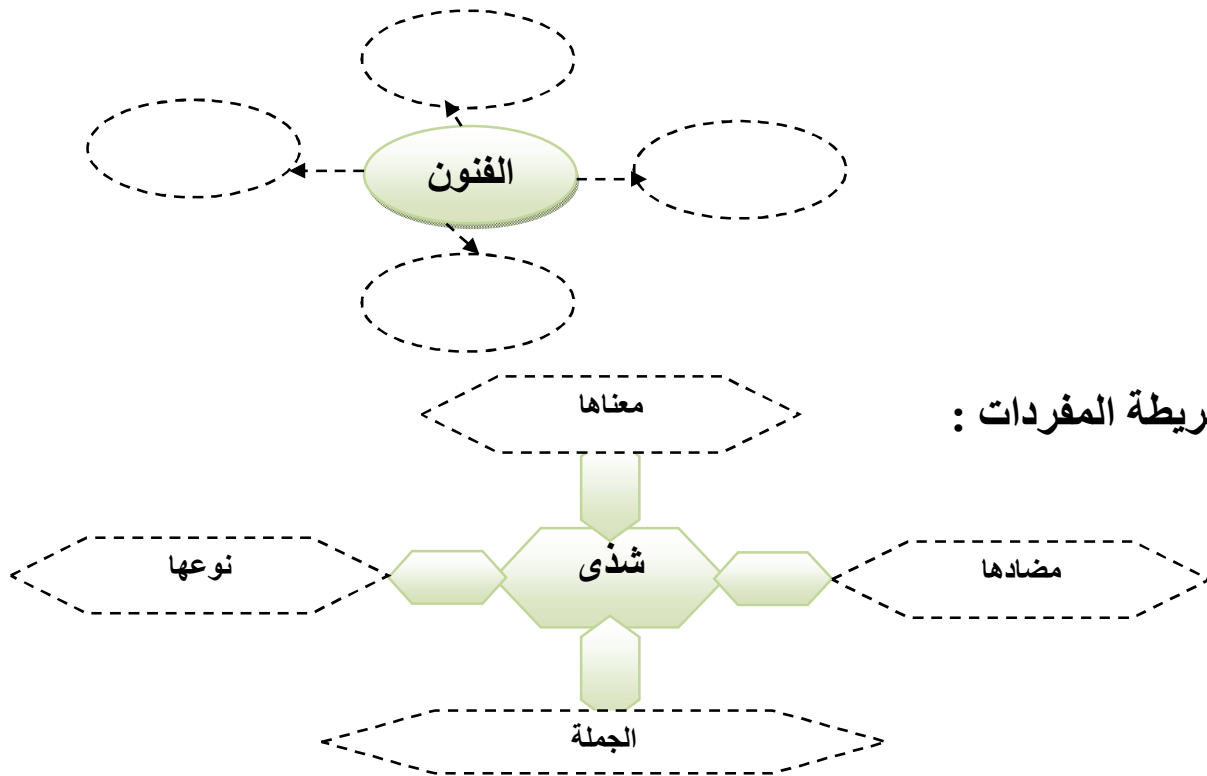 الفنون
ريطة المفردات :
معناها
مضادها
شذى
نوعها
الجملة